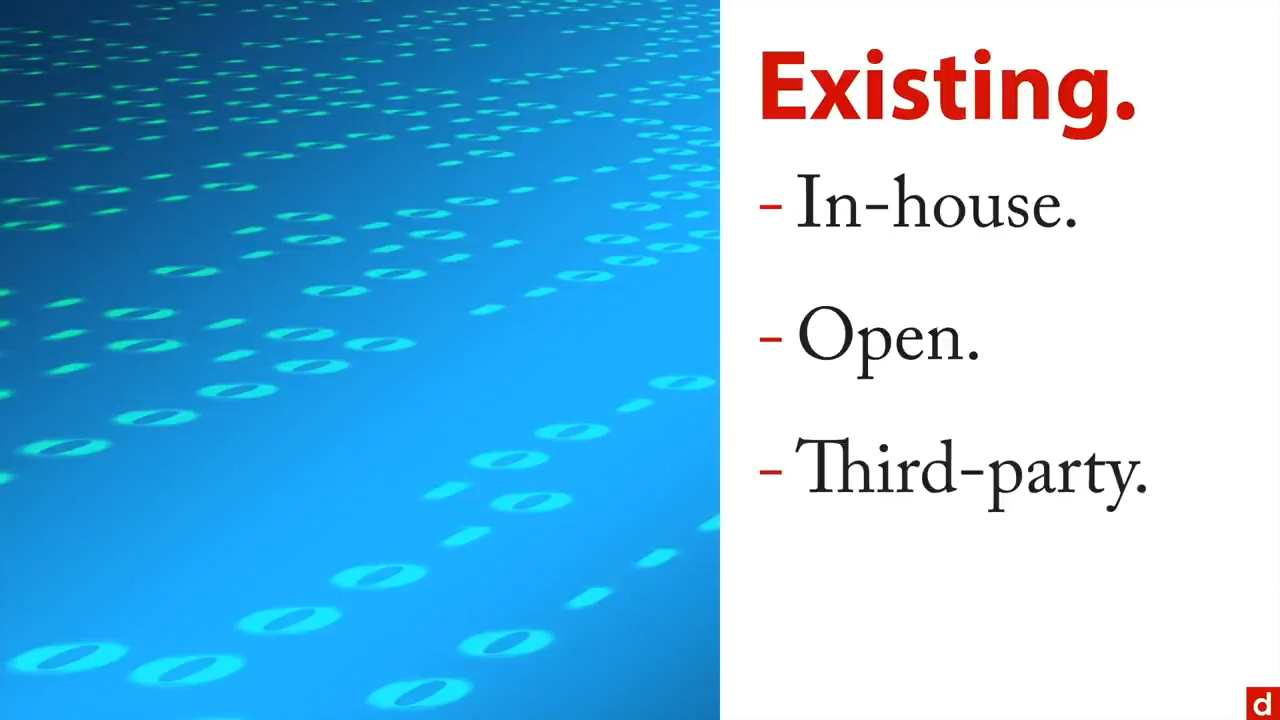 Existing.
- In-house.
- Open.
- Third-party.
d